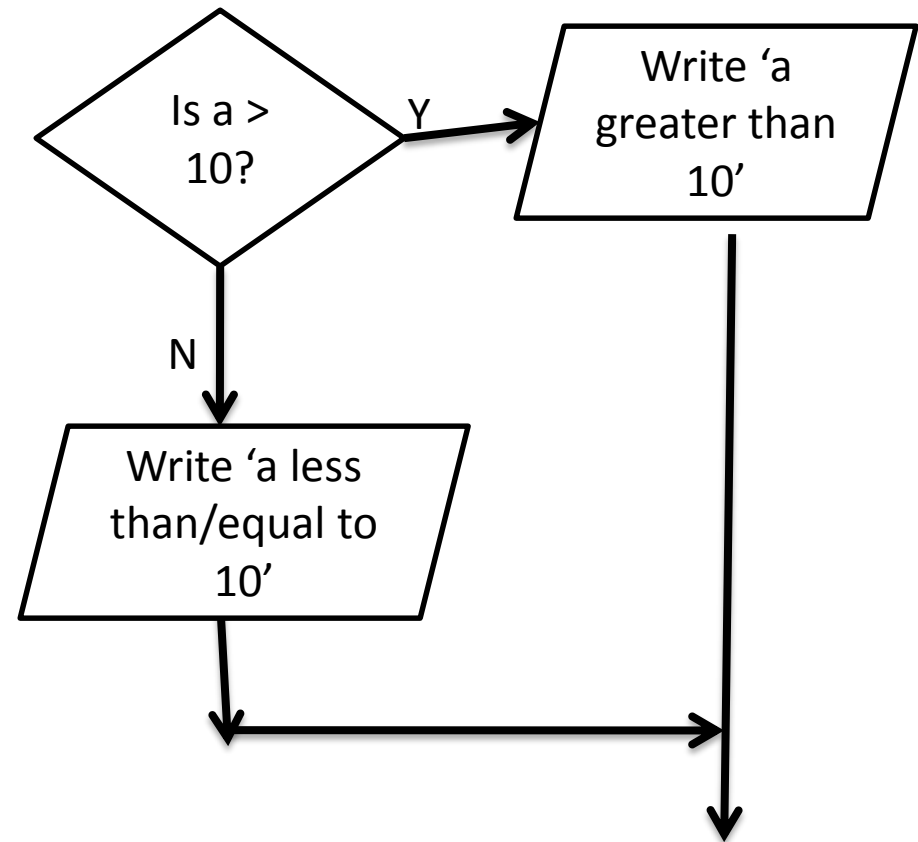 Is a >
10?
Y
Write ‘a
greater than
10’
N
Write ‘a less
than/equal to
10’